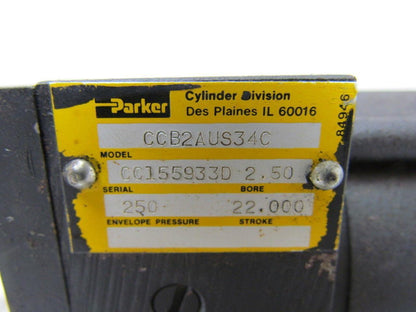 Parker
Cylinder Division
Des Plaines IL 60016
84946
CCB2AUS34C
MODEL
CC155933D 2.50
SERIAL BORE
250 22.000
ENVELOPE PRESSURE STROKE